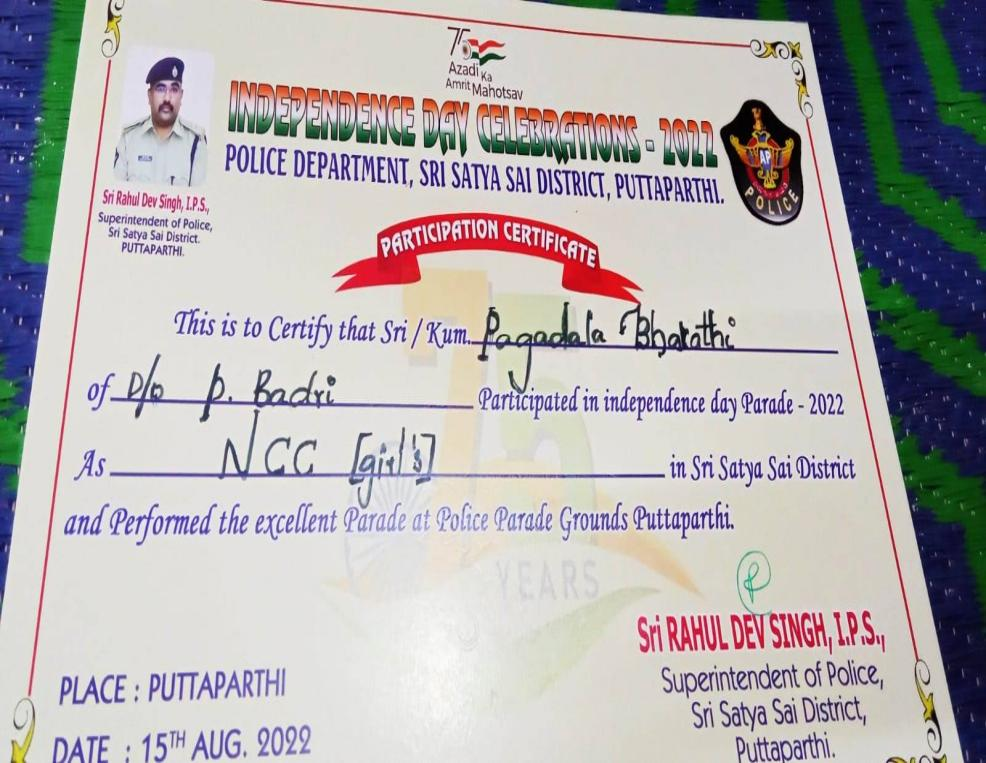 75
Azadi Ka
Amrit Mahotsav
INDEPENDENCE DAY CELEBRATIONS - 2022
POLICE DEPARTMENT, SRI SATYA SAI DISTRICT, PUTTAPARTHI.
AP
POLICE
Sri Rahul Dev Singh, I.P.S.,
Superintendent of Police,
Sri Satya Sai District.
PUTTAPARTHI.
PARTICIPATION CERTIFICATE
This is to Certify that Sri / Kum. Pagadala Bharathi
of D/o P. Badri Participated in independence day Parade - 2022
As NCC [girl's] in Sri Satya Sai District
and Performed the excellent Parade at Police Parade Grounds Puttaparthi.
75
YEARS
Sri RAHUL DEV SINGH, I.P.S.,
Superintendent of Police,
Sri Satya Sai District,
Puttaparthi.
PLACE : PUTTAPARTHI
DATE : 15TH AUG. 2022